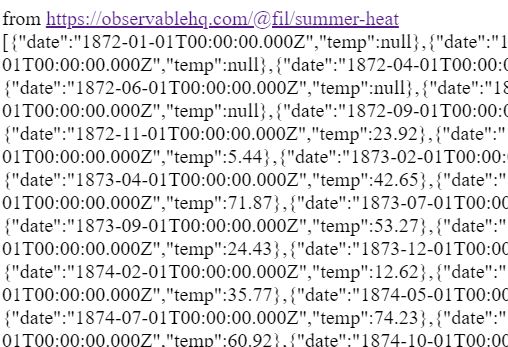 from https://observablehq.com/@fil/summer-heat
[{"date":"1872-01-01T00:00:00.000Z","temp":null},{"date":"1
01T00:00:00.000Z","temp":null},{"date":"1872-04-01T00:00:0
{"date":"1872-06-01T00:00:00.000Z","temp":null},{"date":"18
01T00:00:00.000Z","temp":null},{"date":"1872-09-01T00:00:0
{"date":"1872-11-01T00:00:00.000Z","temp":23.92},{"date":"
01T00:00:00.000Z","temp":5.44},{"date":"1873-02-01T00:00:
{"date":"1873-04-01T00:00:00.000Z","temp":42.65},{"date":"
01T00:00:00.000Z","temp":71.87},{"date":"1873-07-01T00:00
{"date":"1873-09-01T00:00:00.000Z","temp":53.27},{"date":"
01T00:00:00.000Z","temp":24.43},{"date":"1873-12-01T00:00
{"date":"1874-02-01T00:00:00.000Z","temp":12.62},{"date":"
01T00:00:00.000Z","temp":35.77},{"date":"1874-05-01T00:00
{"date":"1874-07-01T00:00:00.000Z","temp":74.23},{"date":"
01T00:00:00.000Z","temp":60.92},{"date":"1874-10-01T00:00